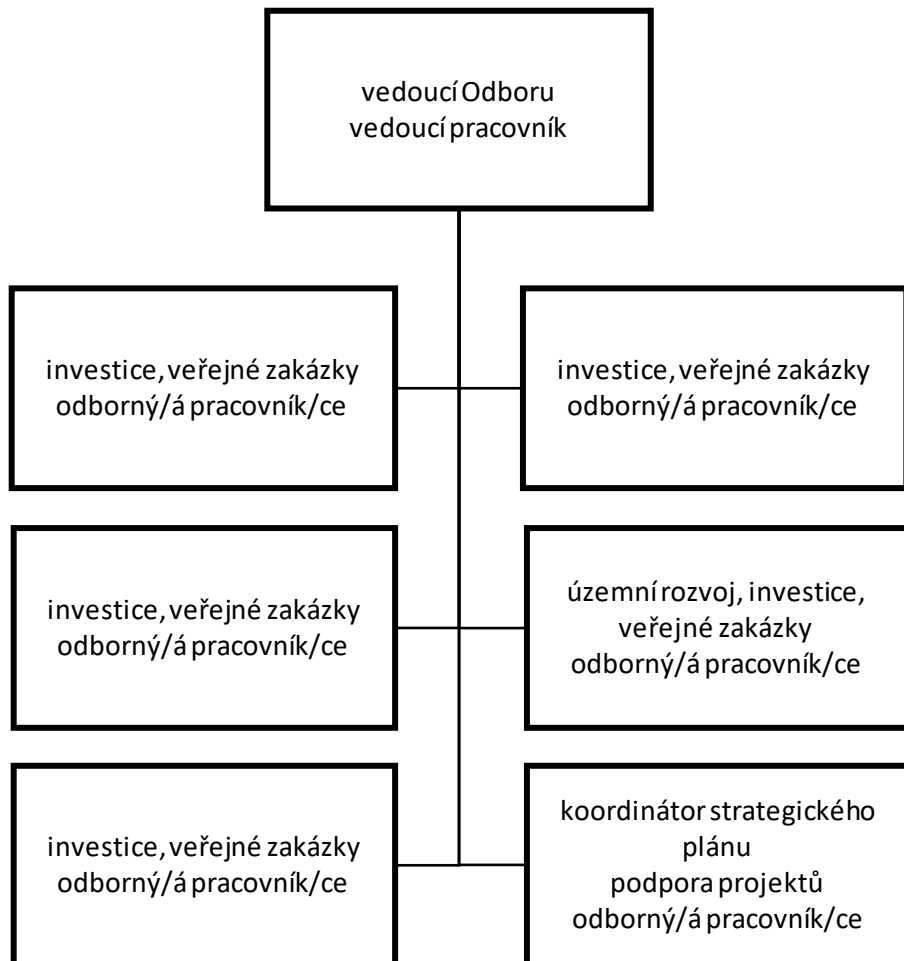 vedoucí Odboru
vedoucí pracovník
investice, veřejné zakázky
odborný/á pracovník/ce
investice, veřejné zakázky
odborný/á pracovník/ce
investice, veřejné zakázky
odborný/á pracovník/ce
územní rozvoj, investice,
veřejné zakázky
odborný/á pracovník/ce
investice, veřejné zakázky
odborný/á pracovník/ce
koordinátor strategického
plánu
podpora projektů
odborný/á pracovník/ce